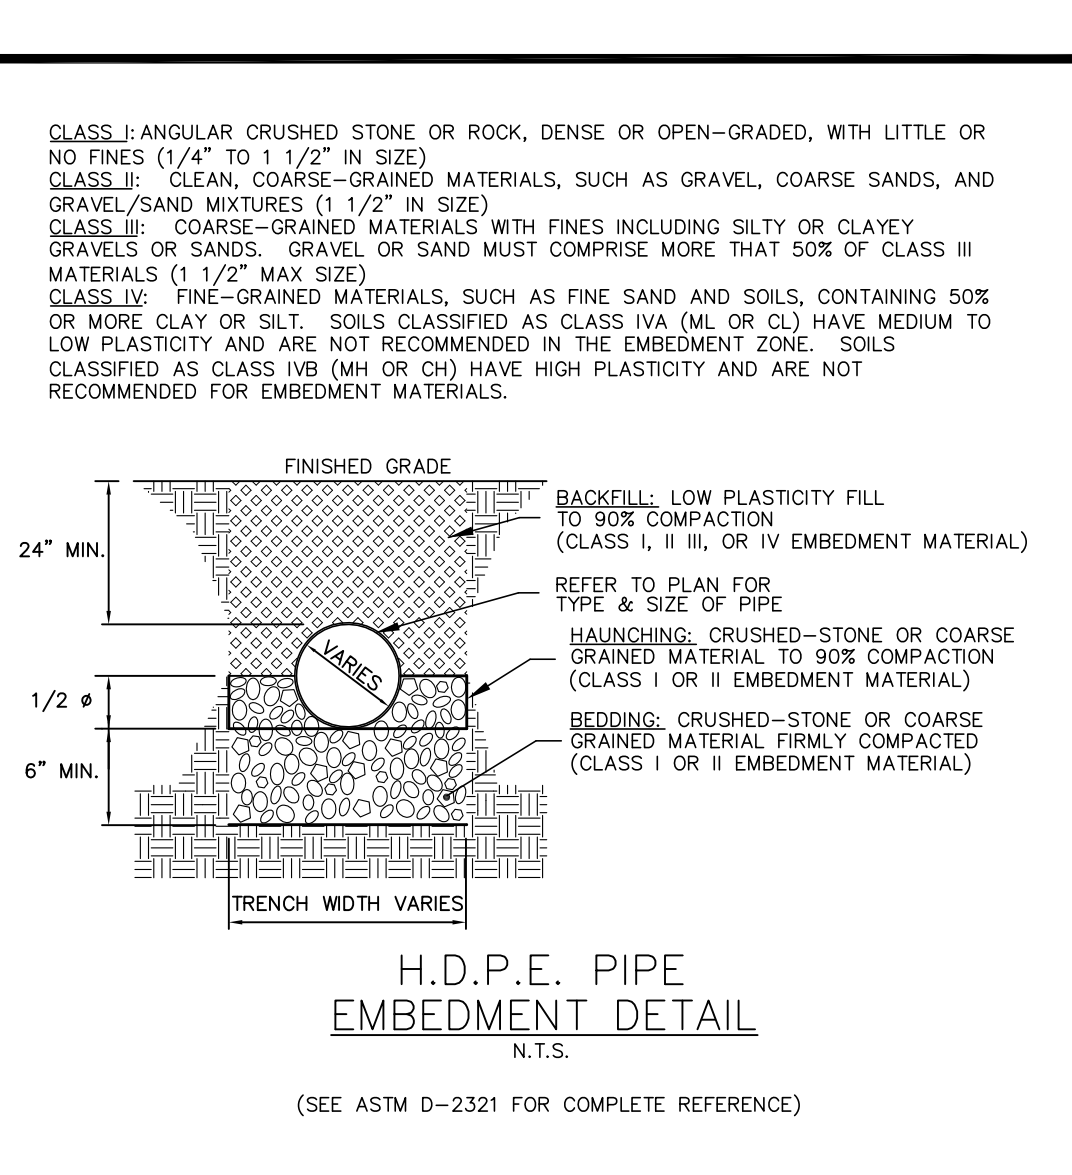 CLASS I: ANGULAR CRUSHED STONE OR ROCK, DENSE OR OPEN-GRADED, WITH LITTLE OR
NO FINES (1/4" TO 1 1/2" IN SIZE)
CLASS II: CLEAN, COARSE-GRAINED MATERIALS, SUCH AS GRAVEL, COARSE SANDS, AND
GRAVEL/SAND MIXTURES (1 1/2" IN SIZE)
CLASS III: COARSE-GRAINED MATERIALS WITH FINES INCLUDING SILTY OR CLAYEY
GRAVELS OR SANDS. GRAVEL OR SAND MUST COMPRISE MORE THAT 50% OF CLASS III
MATERIALS (1 1/2" MAX SIZE)
CLASS IV: FINE-GRAINED MATERIALS, SUCH AS FINE SAND AND SOILS, CONTAINING 50%
OR MORE CLAY OR SILT. SOILS CLASSIFIED AS CLASS IVA (ML OR CL) HAVE MEDIUM TO
LOW PLASTICITY AND ARE NOT RECOMMENDED IN THE EMBEDMENT ZONE. SOILS
CLASSIFIED AS CLASS IVB (MH OR CH) HAVE HIGH PLASTICITY AND ARE NOT
RECOMMENDED FOR EMBEDMENT MATERIALS.
FINISHED GRADE
24" MIN.
BACKFILL: LOW PLASTICITY FILL
TO 90% COMPACTION
(CLASS I, II III, OR IV EMBEDMENT MATERIAL)
REFER TO PLAN FOR
TYPE & SIZE OF PIPE
VARIES
HAUNCHING: CRUSHED-STONE OR COARSE
GRAINED MATERIAL TO 90% COMPACTION
(CLASS I OR II EMBEDMENT MATERIAL)
1/2 ø
BEDDING: CRUSHED-STONE OR COARSE
GRAINED MATERIAL FIRMLY COMPACTED
(CLASS I OR II EMBEDMENT MATERIAL)
6" MIN.
TRENCH WIDTH VARIES
H.D.P.E. PIPE
EMBEDMENT DETAIL
N.T.S.
(SEE ASTM D-2321 FOR COMPLETE REFERENCE)